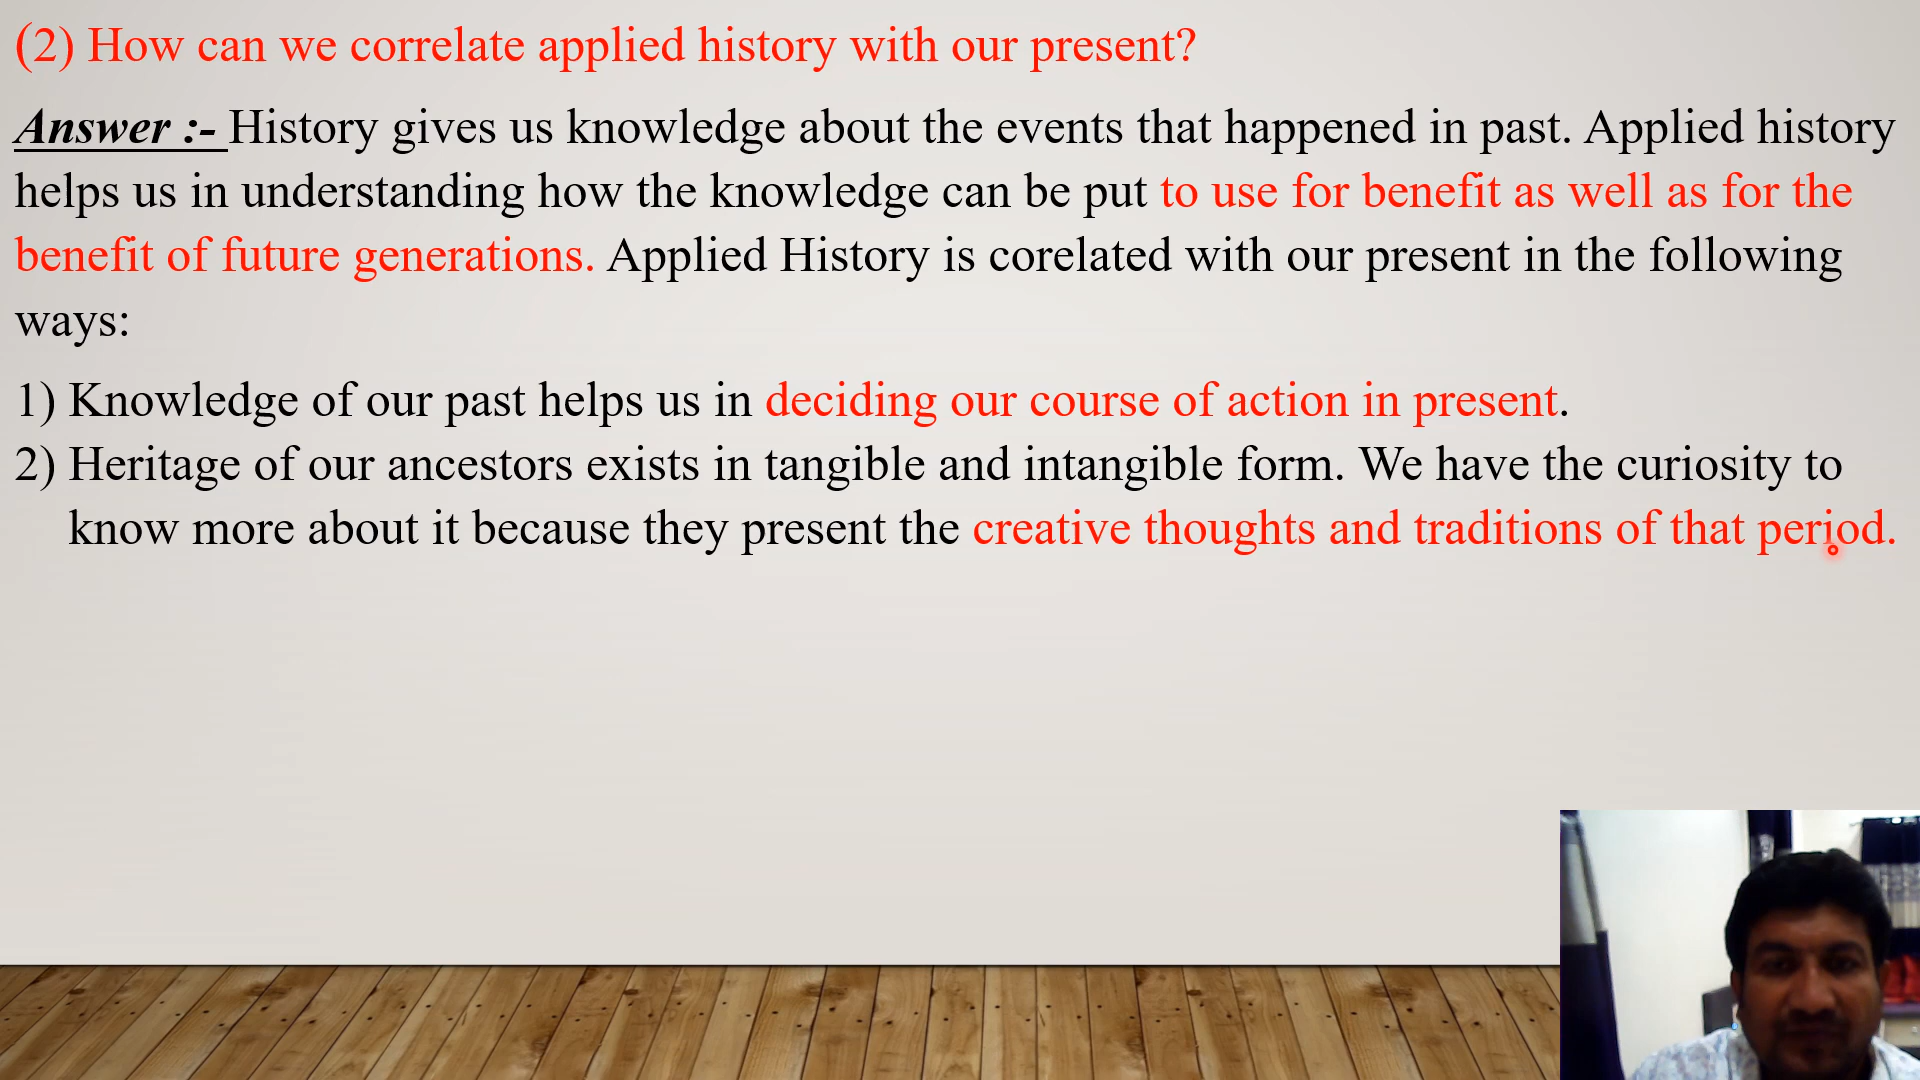 (2) How can we correlate applied history with our present?
Answer :- History gives us knowledge about the events that happened in past. Applied history
helps us in understanding how the knowledge can be put to use for benefit as well as for the
benefit of future generations. Applied History is corelated with our present in the following
ways:
1) Knowledge of our past helps us in deciding our course of action in present.
2) Heritage of our ancestors exists in tangible and intangible form. We have the curiosity to
know more about it because they present the creative thoughts and traditions of that period.